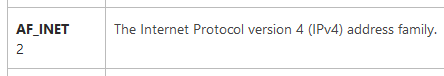 AF_INET The Internet Protocol version 4 (IPv4) address family.
2